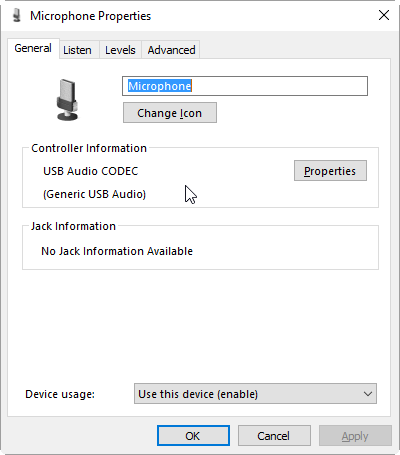 Microphone Properties
General Listen Levels Advanced
Microphone
Change Icon
Controller Information
USB Audio CODEC
Properties
(Generic USB Audio)
Jack Information
No Jack Information Available
Device usage: Use this device (enable)
OK Cancel Apply